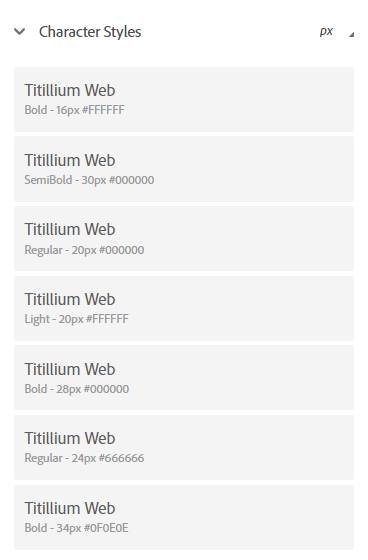 Character Styles px
Titillium Web
Bold - 16px #FFFFFF
Titillium Web
SemiBold - 30px #000000
Titillium Web
Regular - 20px #000000
Titillium Web
Light - 20px #FFFFFF
Titillium Web
Bold - 28px #000000
Titillium Web
Regular - 24px #666666
Titillium Web
Bold - 34px #0F0E0E